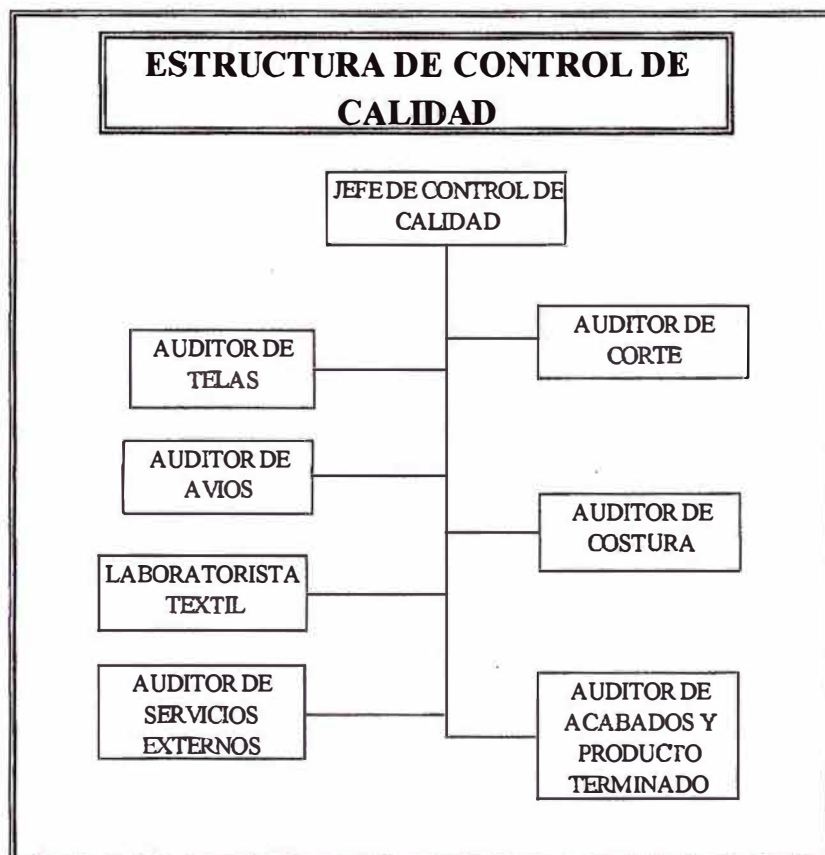 ESTRUCTURA DE CONTROL DE
CALIDAD
JEFE DE CONTROL DE
CALIDAD
AUDITOR DE
TELAS
AUDITOR DE
AVIOS
LABORATORISTA
TEXTIL
AUDITOR DE
SERVICIOS
EXTERNOS
AUDITOR DE
CORTE
AUDITOR DE
COSTURA
AUDITOR DE
ACABADOS Y
PRODUCTO
TERMINADO